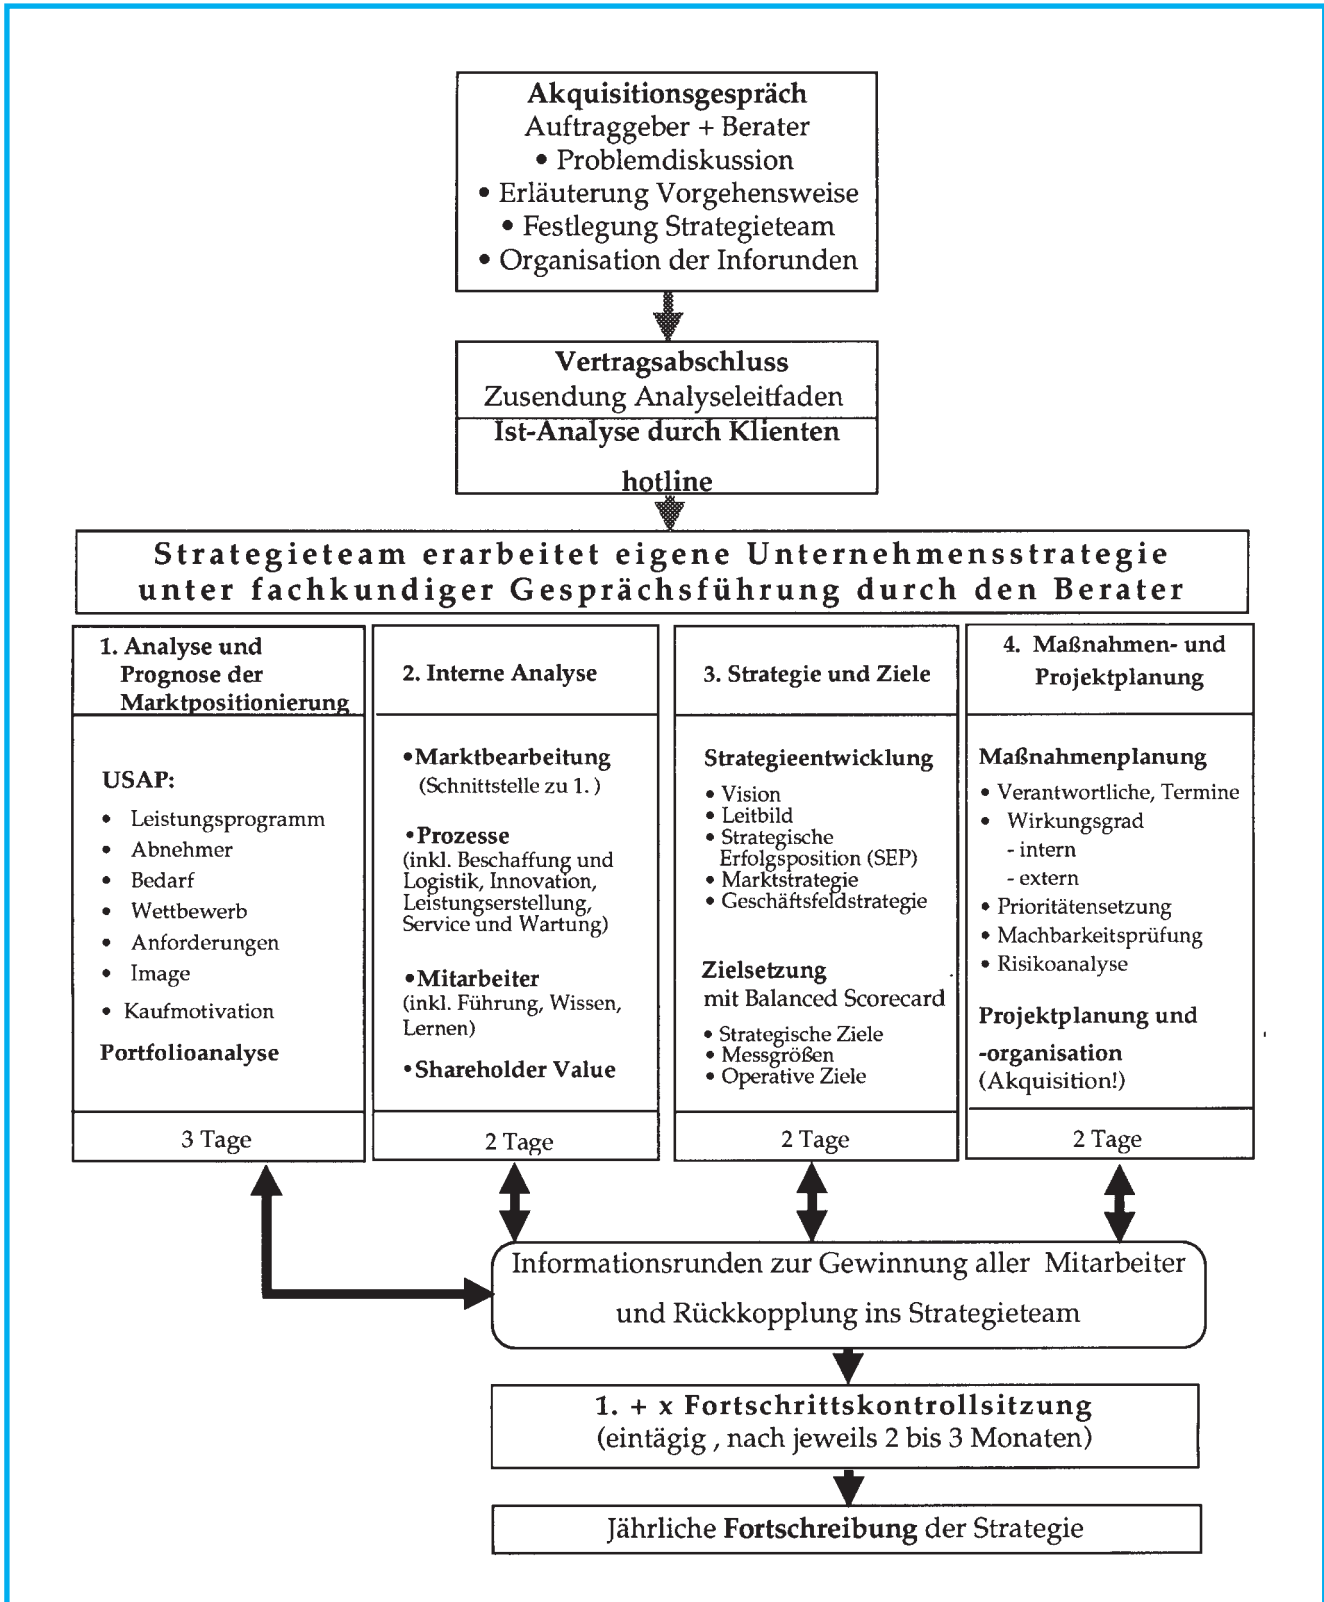 Akquisitionsgespräch
Auftraggeber + Berater
• Problemdiskussion
• Erläuterung Vorgehensweise
• Festlegung Strategieteam
• Organisation der Inforunden
Vertragsabschluss
Zusendung Analyseleitfaden
Ist-Analyse durch Klienten
hotline
Strategieteam erarbeitet eigene Unternehmensstrategie
unter fachkundiger Gesprächsführung durch den Berater
1. Analyse und
Prognose der
Marktpositionierung
USAP:
• Leistungsprogramm
• Abnehmer
• Bedarf
• Wettbewerb
• Anforderungen
• Image
• Kaufmotivation
Portfolioanalyse
3 Tage
2. Interne Analyse
•Marktbearbeitung
(Schnittstelle zu 1.)
•Prozesse
(inkl. Beschaffung und
Logistik, Innovation,
Leistungserstellung,
Service und Wartung)
•Mitarbeiter
(inkl. Führung, Wissen,
Lernen)
•Shareholder Value
2 Tage
3. Strategie und Ziele
Strategieentwicklung
• Vision
• Leitbild
• Strategische
Erfolgsposition (SEP)
• Marktstrategie
• Geschäftsfeldstrategie
Zielsetzung
mit Balanced Scorecard
• Strategische Ziele
• Messgrößen
• Operative Ziele
2 Tage
4. Maßnahmen- und
Projektplanung
Maßnahmenplanung
• Verantwortliche, Termine
• Wirkungsgrad
- intern
- extern
• Prioritätensetzung
• Machbarkeitsprüfung
• Risikoanalyse
Projektplanung und
-organisation
(Akquisition!)
2 Tage
Informationsrunden zur Gewinnung aller Mitarbeiter
und Rückkopplung ins Strategieteam
1. + x Fortschrittskontrollsitzung
(eintägig , nach jeweils 2 bis 3 Monaten)
Jährliche Fortschreibung der Strategie